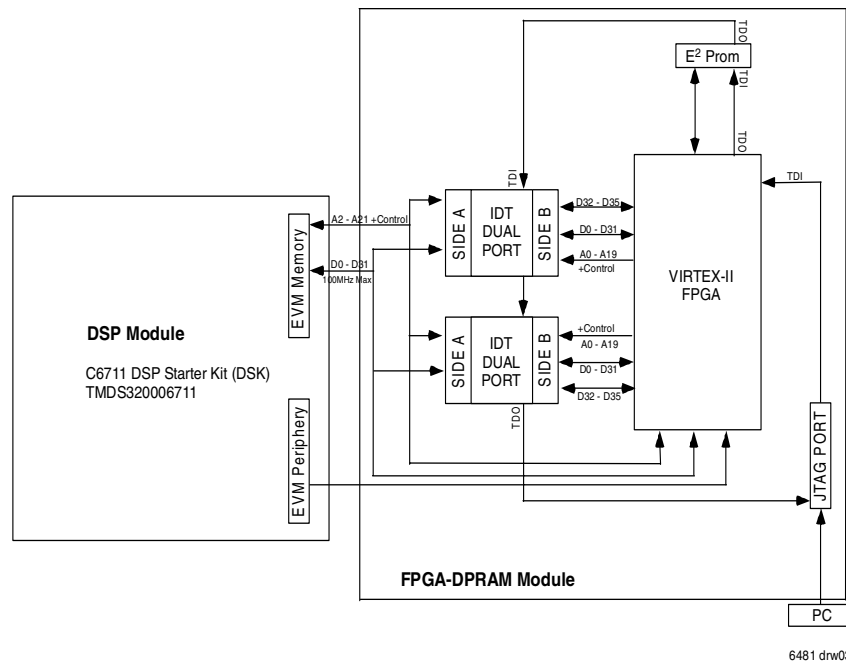 TDO
E2 Prom
TDI
TDO
TDI
TDI
A2 - A21 +Control
D0 - D31
100MHz Max
EVM Memory
SIDE A
IDT
DUAL
PORT
SIDE B
D32 - D35
D0 - D31
A0 - A19
+Control
VIRTEX-II
FPGA
DSP Module
C6711 DSP Starter Kit (DSK)
TMDS320006711
SIDE A
IDT
DUAL
PORT
SIDE B
+Control
A0 - A19
D0 - D31
D32 - D35
TDO
EVM Periphery
JTAG PORT
FPGA-DPRAM Module
PC